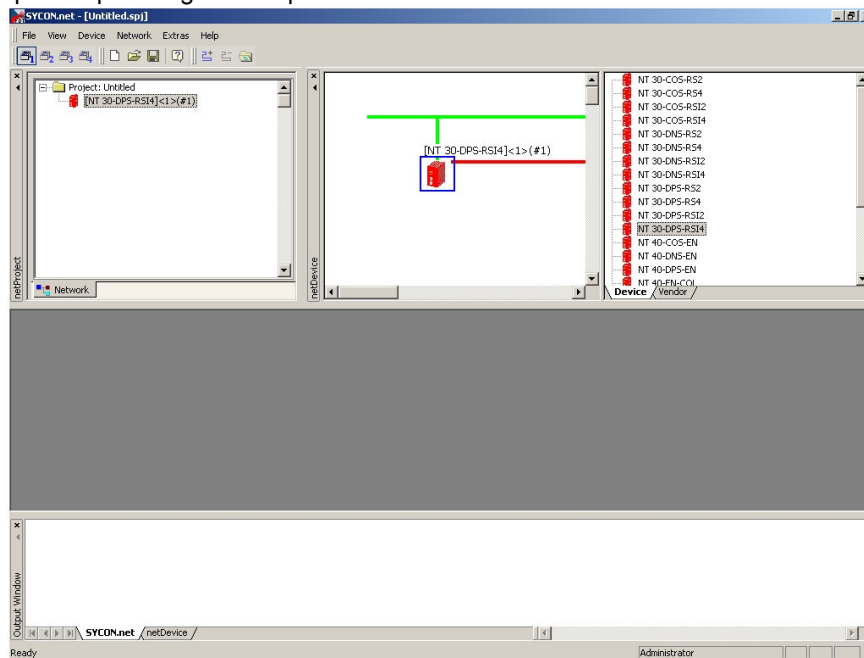 SYCON.net - [Untitled.spj]
File View Device Network Extras Help
Project: Untitled
[NT 30-DPS-RSI4]<1>(#1)
netProject
Network
[NT 30-DPS-RSI4]<1>(#1)
netDevice
NT 30-COS-RS2
NT 30-COS-RS4
NT 30-COS-RSI2
NT 30-COS-RSI4
NT 30-DNS-RS2
NT 30-DNS-RS4
NT 30-DNS-RSI2
NT 30-DNS-RSI4
NT 30-DPS-RS2
NT 30-DPS-RS4
NT 30-DPS-RSI2
NT 30-DPS-RSI4
NT 40-COS-EN
NT 40-DNS-EN
NT 40-DPS-EN
NT 40-EN-COL
Device Vendor
Output Window
SYCON.net netDevice
Ready
Administrator